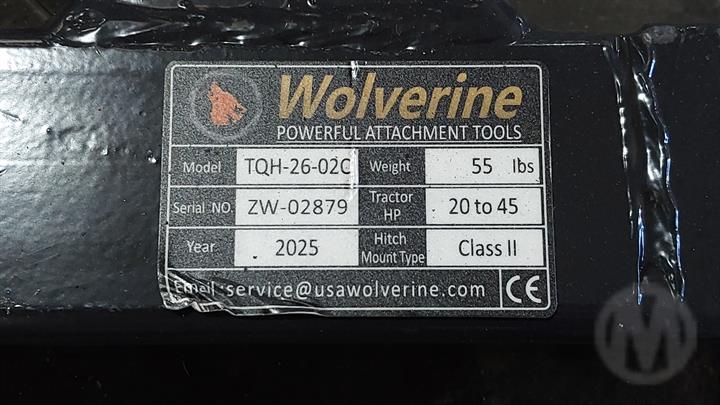 Wolverine
POWERFUL ATTACHMENT TOOLS
Model TQH-26-02C Weight 55 lbs
Serial NO. ZW-02879 Tractor HP 20 to 45
Year 2025 Hitch Mount Type Class II
Email:service@usawolverine.com CE
M